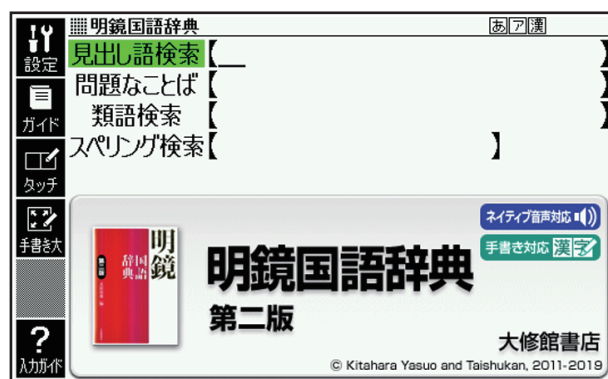 明鏡国語辞典
あ ア 漢
設定
見出し語検索【
】
問題なことば【
】
ガイド
類語検索【
】
スペリング検索【
】
タッチ
手書き大
ネイティブ音声対応
手書き対応 漢字
明鏡
国語辞典
第二版
明鏡国語辞典
第二版
大修館書店
?
入力ガイド
© Kitahara Yasuo and Taishukan, 2011-2019